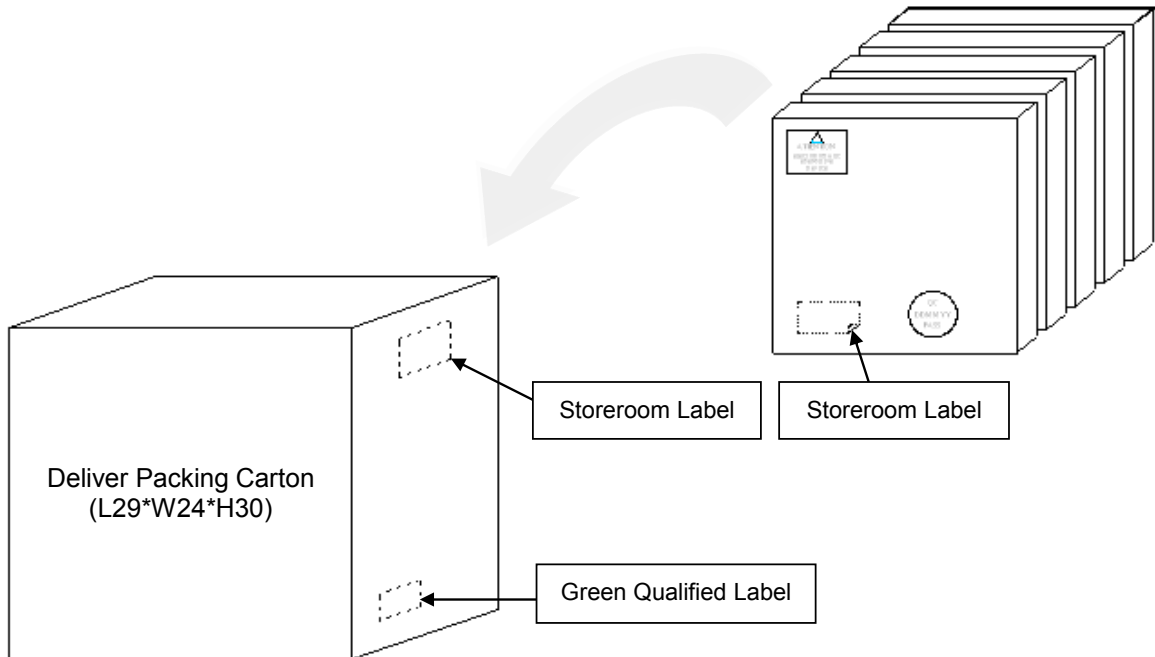 Storeroom Label
Storeroom Label
Deliver Packing Carton
(L29*W24*H30)
Green Qualified Label